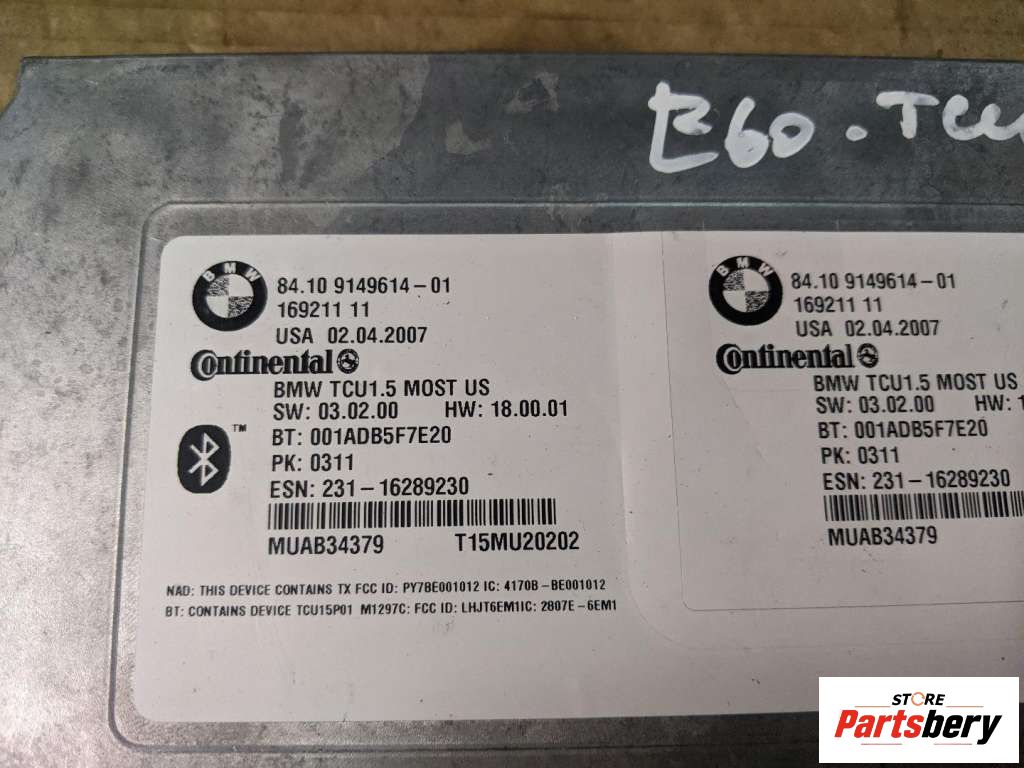 E60. TCU
BMW
84.10 9149614-01
169211 11
USA 02.04.2007
Continental
BMW TCU1.5 MOST US
SW: 03.02.00 HW: 18.00.01
™
BT: 001ADB5F7E20
PK: 0311
ESN: 231-16289230
MUAB34379 T15MU20202
NAD: THIS DEVICE CONTAINS TX FCC ID: PY7BE001012 IC: 4170B-BE001012
BT: CONTAINS DEVICE TCU15P01 M1297C: FCC ID: LHJT6EM1IC: 2807E-6EM1
BMW
84.10 9149614-01
169211 11
USA 02.04.2007
Continental
BMW TCU1.5 MOST US
SW: 03.02.00 HW: 1
BT: 001ADB5F7E20
PK: 0311
ESN: 231-16289230
MUAB34379
STORE
Partsbery